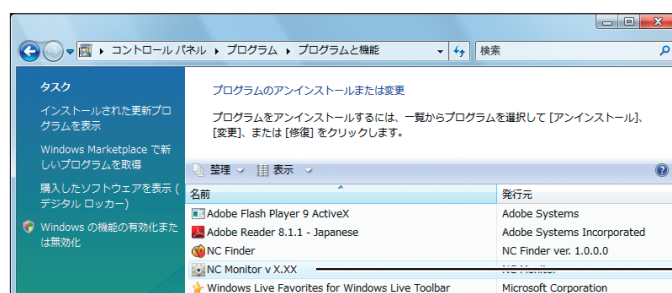 コントロール パネル ▸ プログラム ▸ プログラムと機能
検索
タスク
インストールされた更新プロ
グラムを表示
Windows Marketplace で新
しいプログラムを取得
購入したソフトウェアを表示 (
デジタル ロッカー)
Windows の機能の有効化また
は無効化
プログラムのアンインストールまたは変更
プログラムをアンインストールするには、一覧からプログラムを選択して [アンインストール]、
[変更]、または [修復] をクリックします。
整理 表示
名前 発行元
Adobe Flash Player 9 ActiveX Adobe Systems
Adobe Reader 8.1.1 - Japanese Adobe Systems Incorporated
NC Finder NC Finder ver. 1.0.0.0
NC Monitor v X.XX
Windows Live Favorites for Windows Live Toolbar Microsoft Corporation